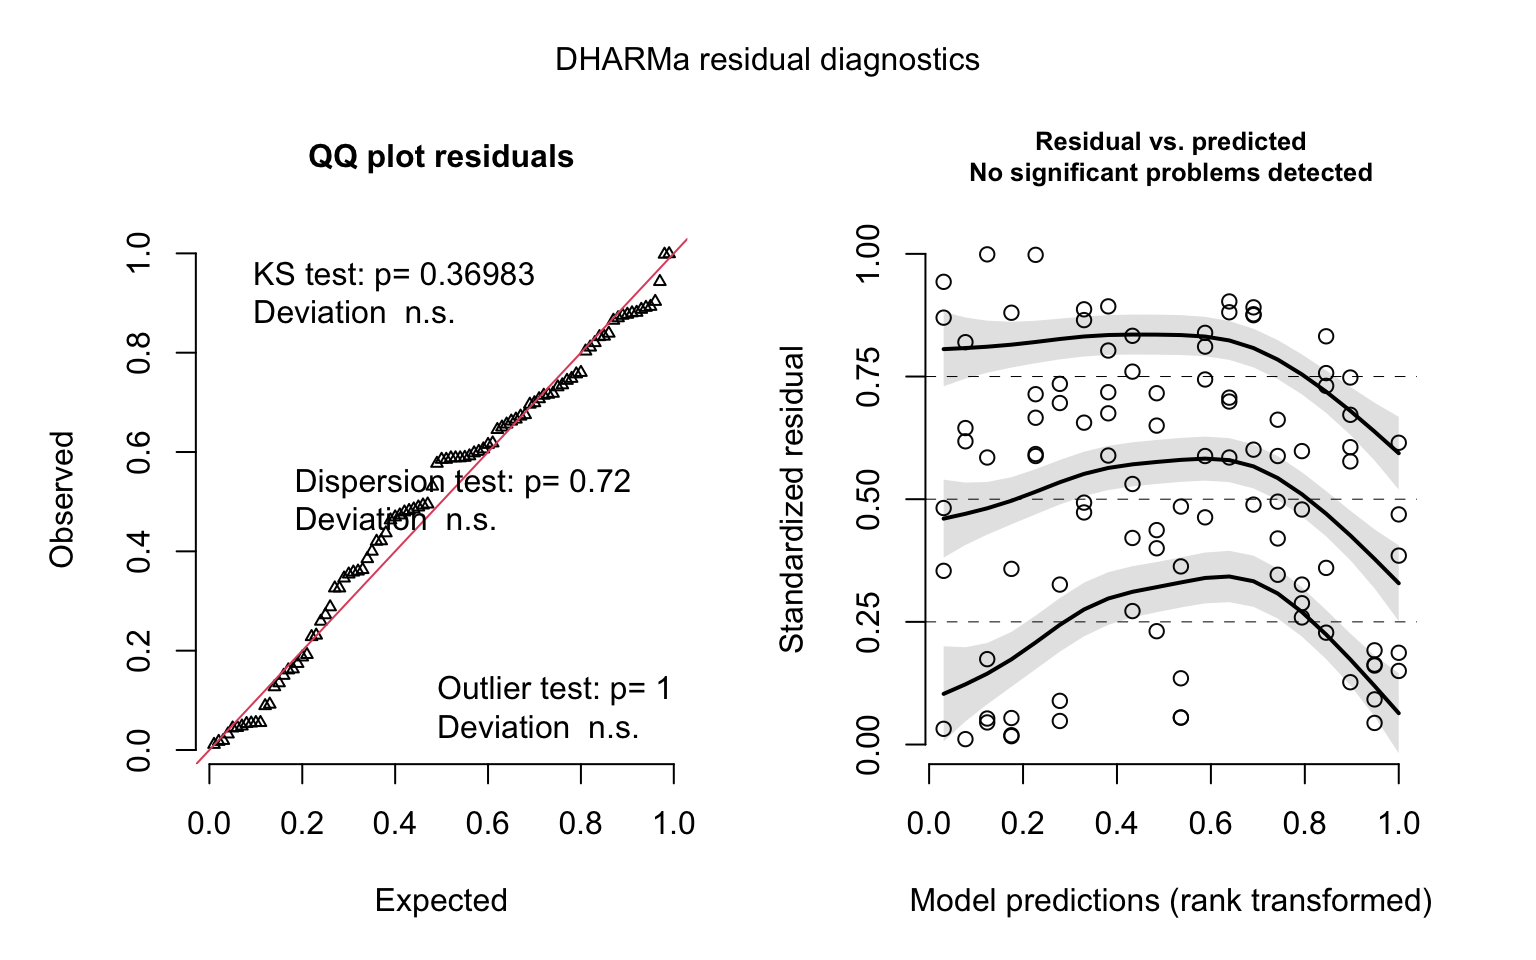 DHARMa residual diagnostics
QQ plot residuals
KS test: p= 0.36983
Deviation  n.s.
Dispersion test: p= 0.72
Deviation  n.s.
Outlier test: p= 1
Deviation  n.s.
Observed
0.0 0.2 0.4 0.6 0.8 1.0
0.0 0.2 0.4 0.6 0.8 1.0
Expected
Residual vs. predicted
No significant problems detected
Standardized residual
0.00 0.25 0.50 0.75 1.00
0.0 0.2 0.4 0.6 0.8 1.0
Model predictions (rank transformed)